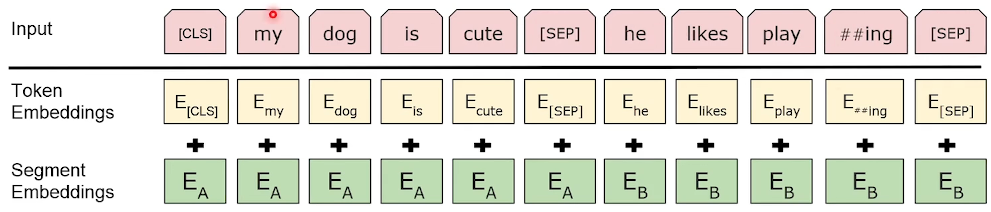 Input [CLS] my dog is cute [SEP] he likes play ##ing [SEP]
Token Embeddings E[CLS] Emy Edog Eis Ecute E[SEP] Ehe Elikes Eplay E##ing E[SEP]
+ + + + + + + + + + +
Segment Embeddings EA EA EA EA EA EA EB EB EB EB EB